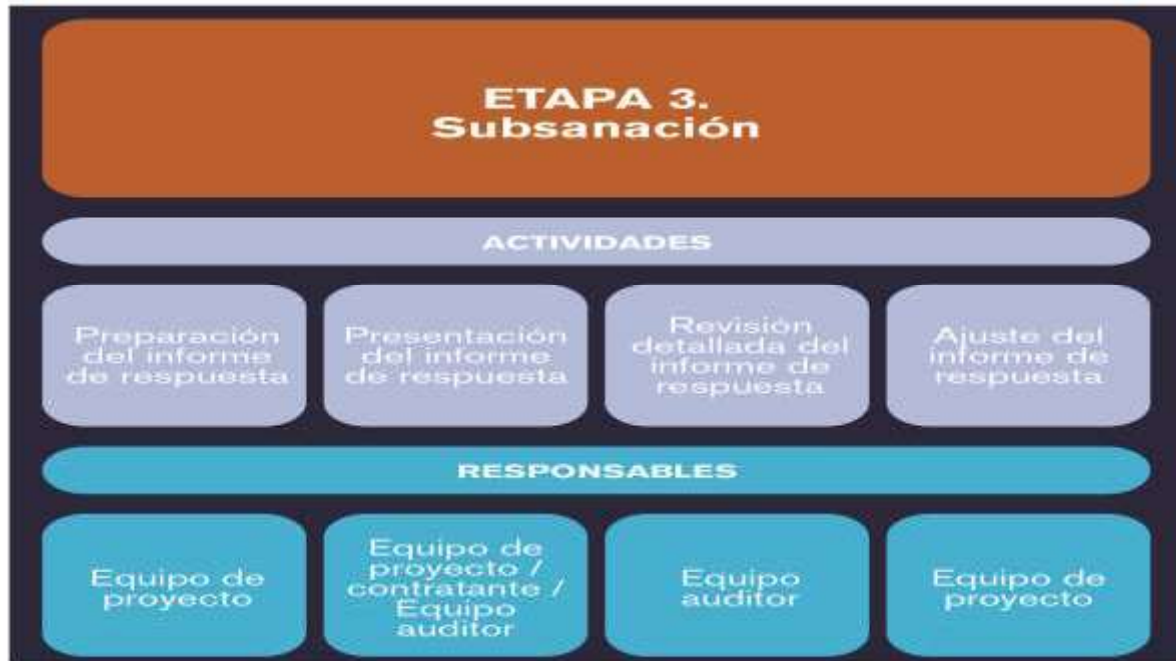 ETAPA 3.
Subsanación
ACTIVIDADES
Preparación
del informe
de respuesta
Presentación
del informe
de respuesta
Revisión
detallada del
informe de
respuesta
Ajuste del
informe de
respuesta
RESPONSABLES
Equipo de
proyecto
Equipo de
proyecto /
contratante /
Equipo
auditor
Equipo
auditor
Equipo de
proyecto